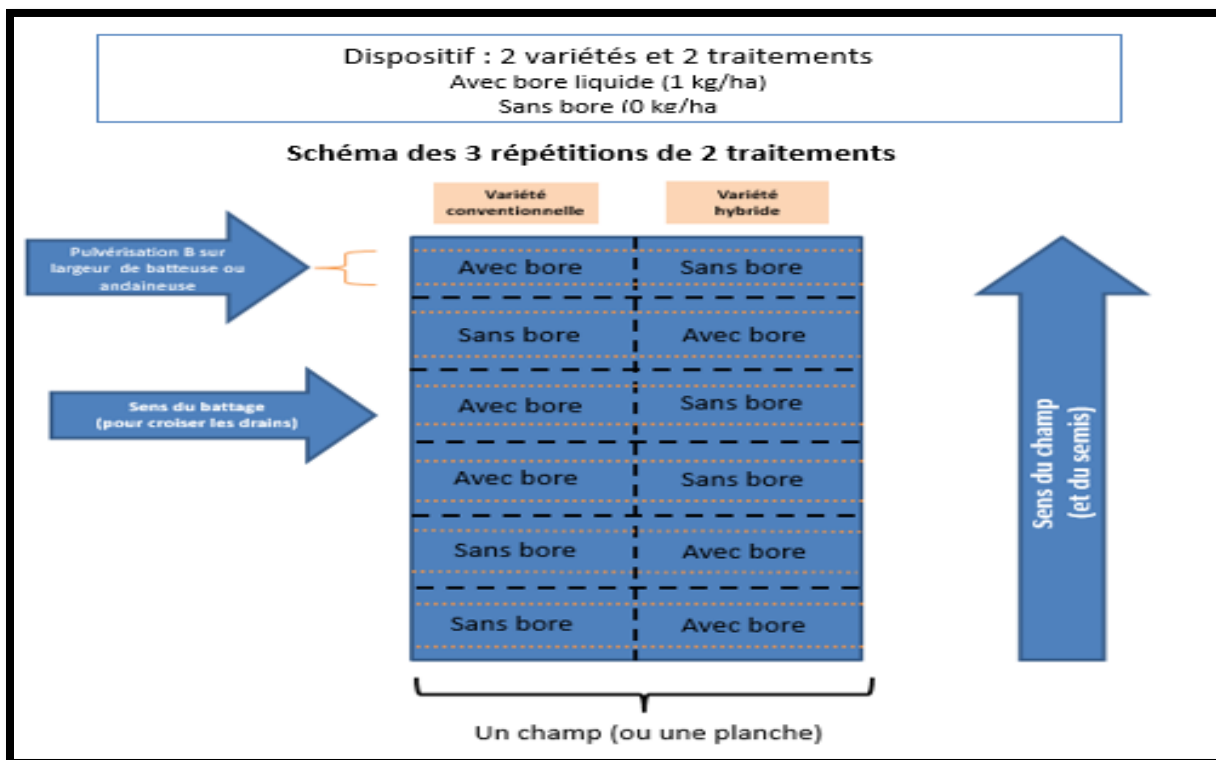 Dispositif : 2 variétés et 2 traitements
Avec bore liquide (1 kg/ha)
Sans bore (0 kg/ha
Schéma des 3 répétitions de 2 traitements
Variété
conventionnelle
Variété
hybride
Pulvérisation B sur
largeur de batteuse ou
andaineuse
Avec bore
Sans bore
Sans bore
Avec bore
Sens du battage
(pour croiser les drains)
Avec bore
Sans bore
Avec bore
Sans bore
Sans bore
Avec bore
Sans bore
Avec bore
Sens du champ
(et du semis)
Un champ (ou une planche)